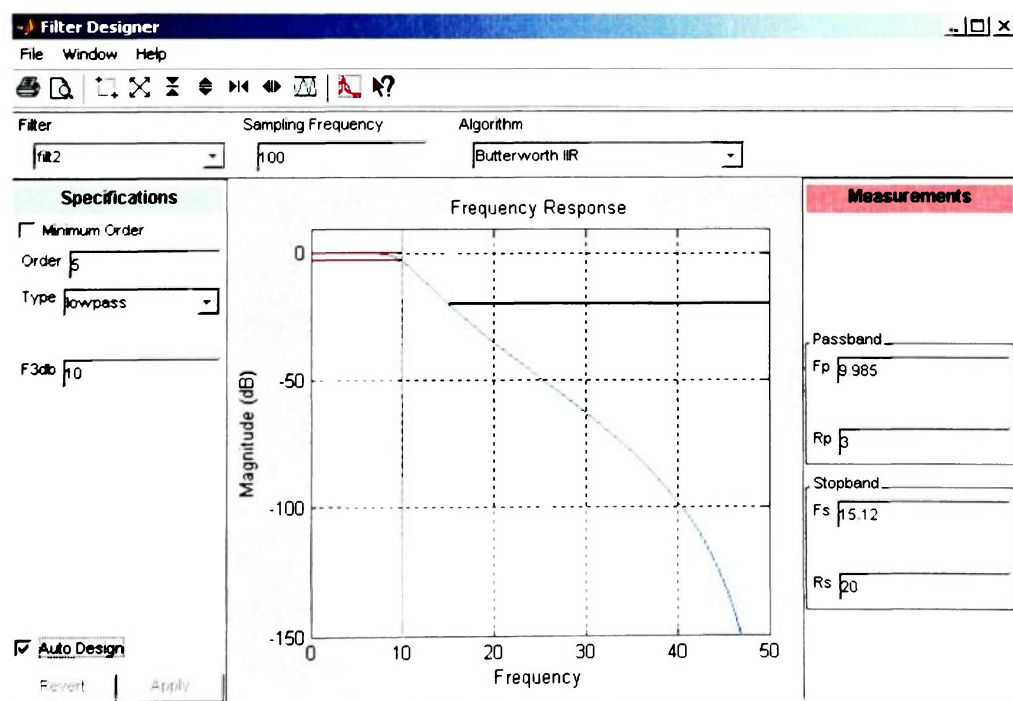 Filter Designer
File Window Help
Filter
Sampling Frequency
Algorithm
filt2
100
Butterworth IIR
Specifications
Minimum Order
Order 5
Type lowpass
F3db 10
Auto Design
Revert
Apply
Frequency Response
Magnitude (dB)
0
-50
-100
-150
0 10 20 30 40 50
Frequency
Measurements
Passband
Fp 9.985
Rp 3
Stopband
Fs 15.12
Rs 20